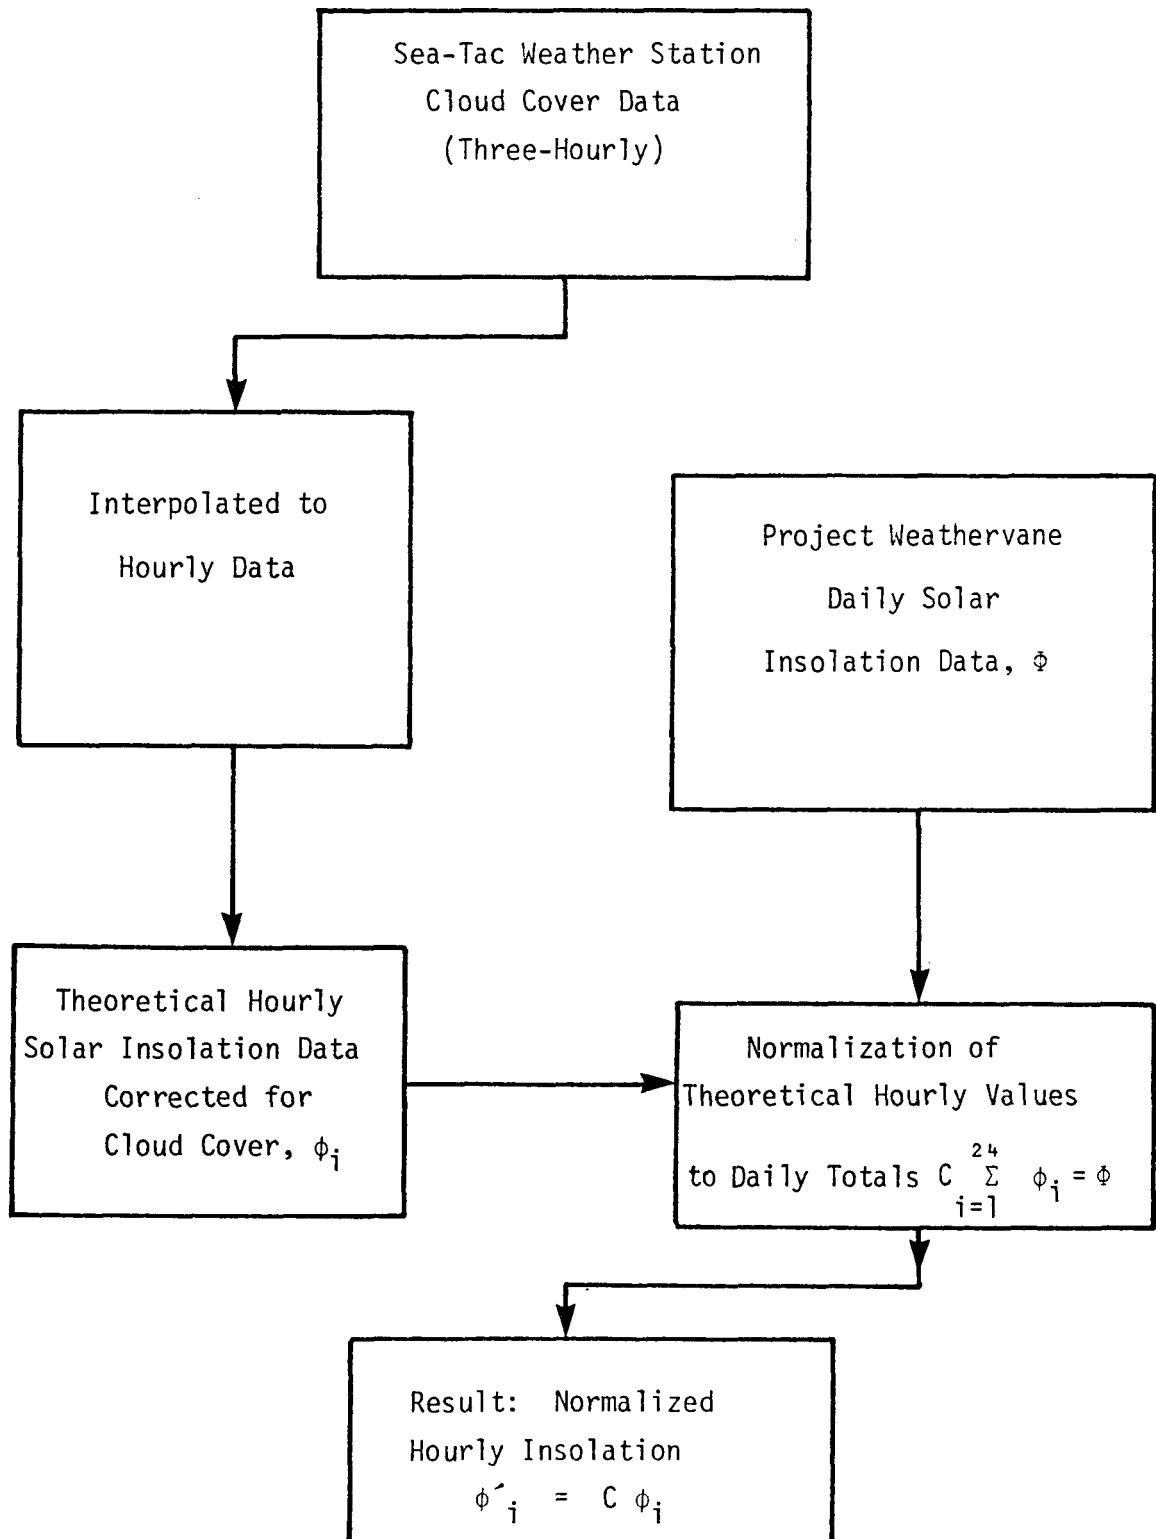 Sea-Tac Weather Station
Cloud Cover Data
(Three-Hourly)
Interpolated to
Hourly Data
Project Weathervane
Daily Solar
Insolation Data, Φ
Theoretical Hourly
Solar Insolation Data
Corrected for
Cloud Cover, ϕi
Normalization of
Theoretical Hourly Values
to Daily Totals C 24 Σ i=1 ϕi = Φ
Result: Normalized
Hourly Insolation
ϕ´i = C ϕi